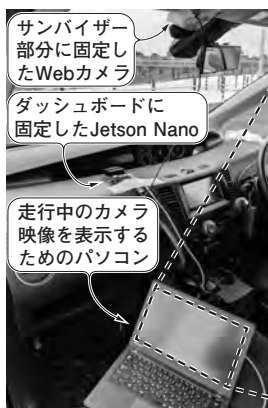 サンバイザー
部分に固定し
たWebカメラ
ダッシュボードに
固定したJetson Nano
走行中のカメラ
映像を表示する
ためのパソコン